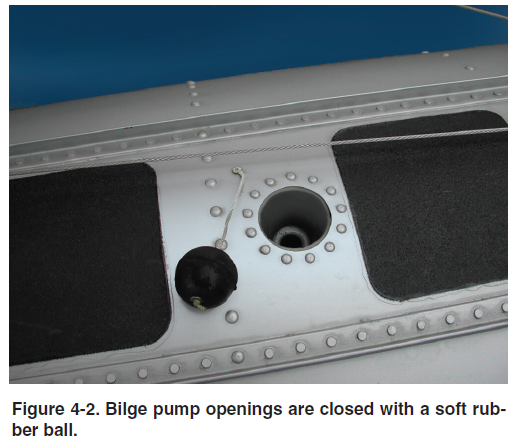 Figure 4-2. Bilge pump openings are closed with a soft rub-
ber ball.